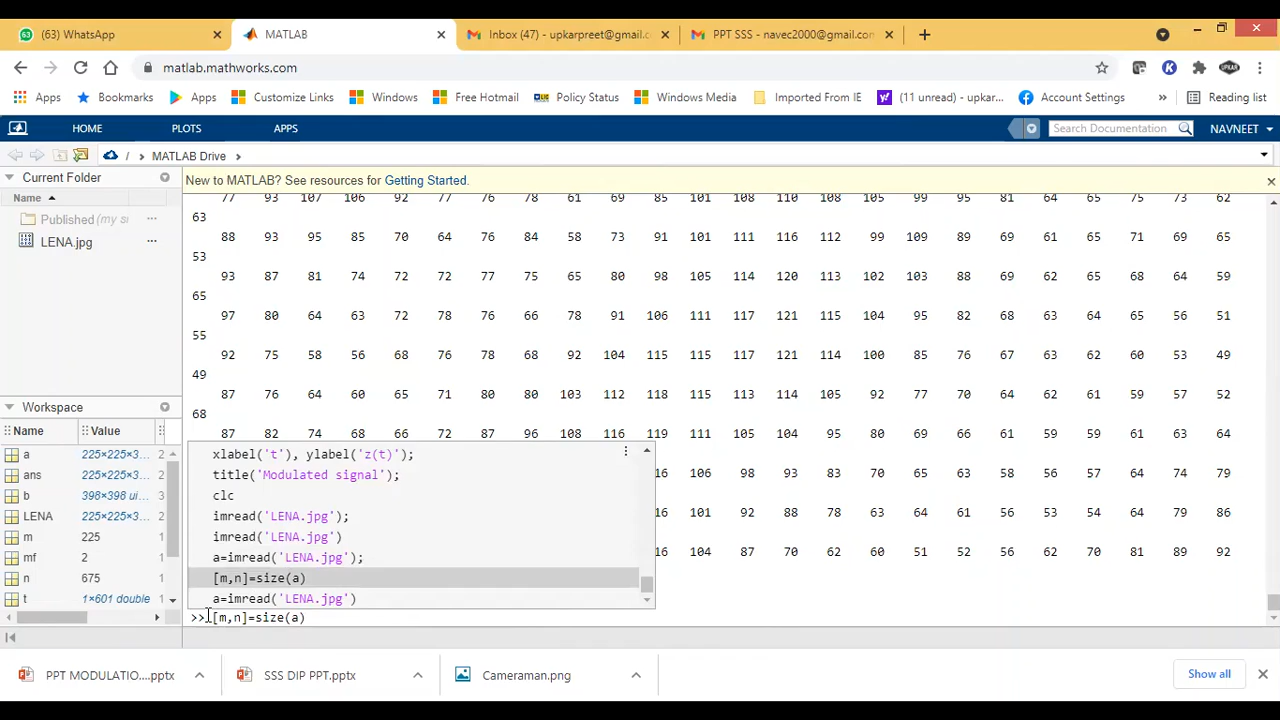 (63) WhatsApp
MATLAB
Inbox (47) - upkarpreet@gmail.co
PPT SSS - navec2000@gmail.com
matlab.mathworks.com
Apps
Bookmarks
Apps
Customize Links
Windows
Free Hotmail
Policy Status
Windows Media
Imported From IE
(11 unread) - upkar...
Account Settings
Reading list
HOME
PLOTS
APPS
Search Documentation
NAVNEET
/ MATLAB Drive
Current Folder
Name
Published (my si
LENA.jpg
New to MATLAB? See resources for Getting Started.
77 93 107 106 92 77 76 78 61 69 85 101 108 110 108 105 99 95 81 64 65 75 73 62
63
88 93 95 85 70 64 76 84 58 73 91 101 111 116 112 99 109 89 69 61 65 71 69 65
53
93 87 81 74 72 72 77 75 65 80 98 105 114 120 113 102 103 88 69 62 65 68 64 59
65
97 80 64 63 72 78 76 66 78 91 106 111 117 121 115 104 95 82 68 63 64 65 56 51
55
92 75 58 56 68 76 78 68 92 104 115 115 117 121 114 100 85 76 67 63 62 60 53 49
49
87 76 64 60 65 71 80 80 103 112 118 115 113 114 105 92 77 70 64 62 61 59 57 52
68
87 82 74 68 66 72 87 96 108 116 119 111 105 104 95 80 69 66 61 59 61 63 64
16 106 98 93 83 70 65 63 60 57 56 64 74 79
16 101 92 88 78 63 64 61 56 53 54 64 79 86
16 104 87 70 62 60 51 52 56 62 70 81 89 92
Workspace
Name
Value
a 225×225×3... 2
ans 225×225×3... 2
b 398×398 ui... 3
LENA 225×225×3... 2
m 225 1
mf 2 1
n 675 1
t 1×601 double 1
xlabel('t'), ylabel('z(t)');
title('Modulated signal');
clc
imread('LENA.jpg');
imread('LENA.jpg')
a=imread('LENA.jpg');
[m,n]=size(a)
a=imread('LENA.jpg')
>> [m,n]=size(a)
PPT MODULATIO....pptx
SSS DIP PPT.pptx
Cameraman.png
Show all